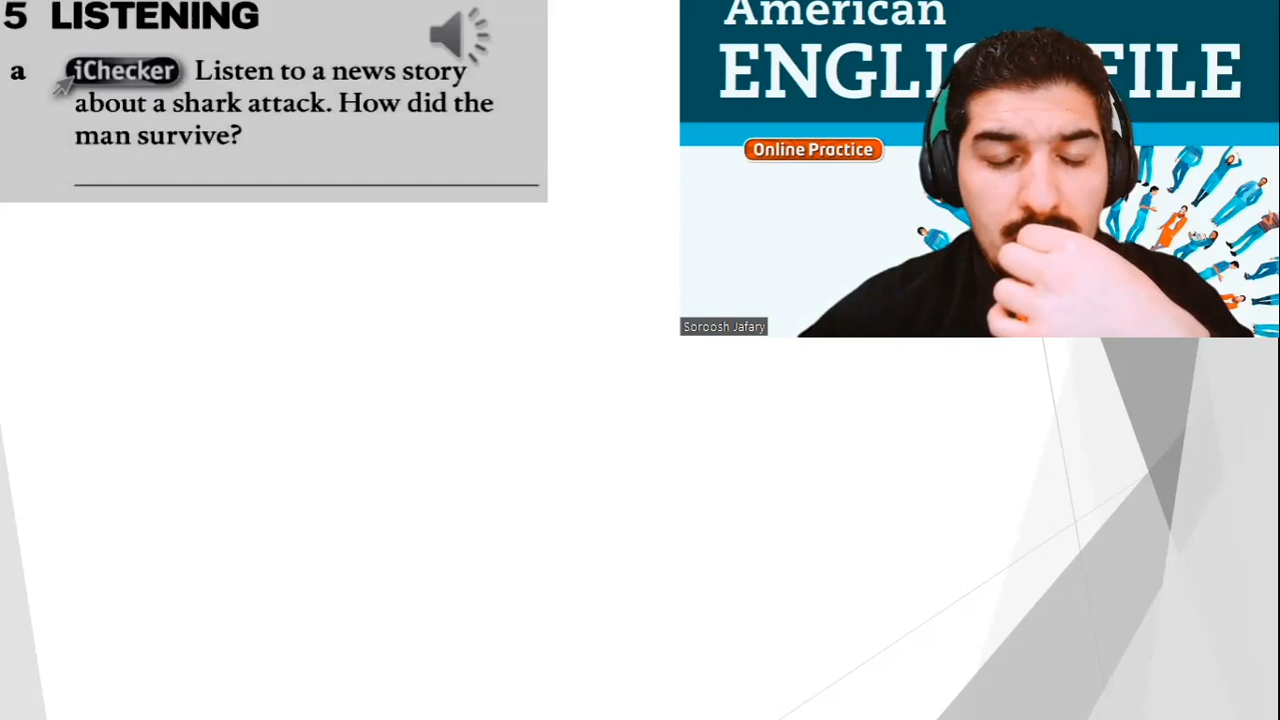 5 LISTENING
a iChecker Listen to a news story
about a shark attack. How did the
man survive?
American
ENGLISH FILE
Online Practice
Soroosh Jafary